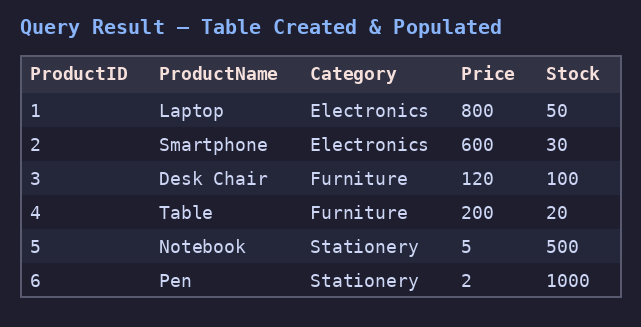 Query Result — Table Created & Populated
ProductID ProductName Category Price Stock
1 Laptop Electronics 800 50
2 Smartphone Electronics 600 30
3 Desk Chair Furniture 120 100
4 Table Furniture 200 20
5 Notebook Stationery 5 500
6 Pen Stationery 2 1000